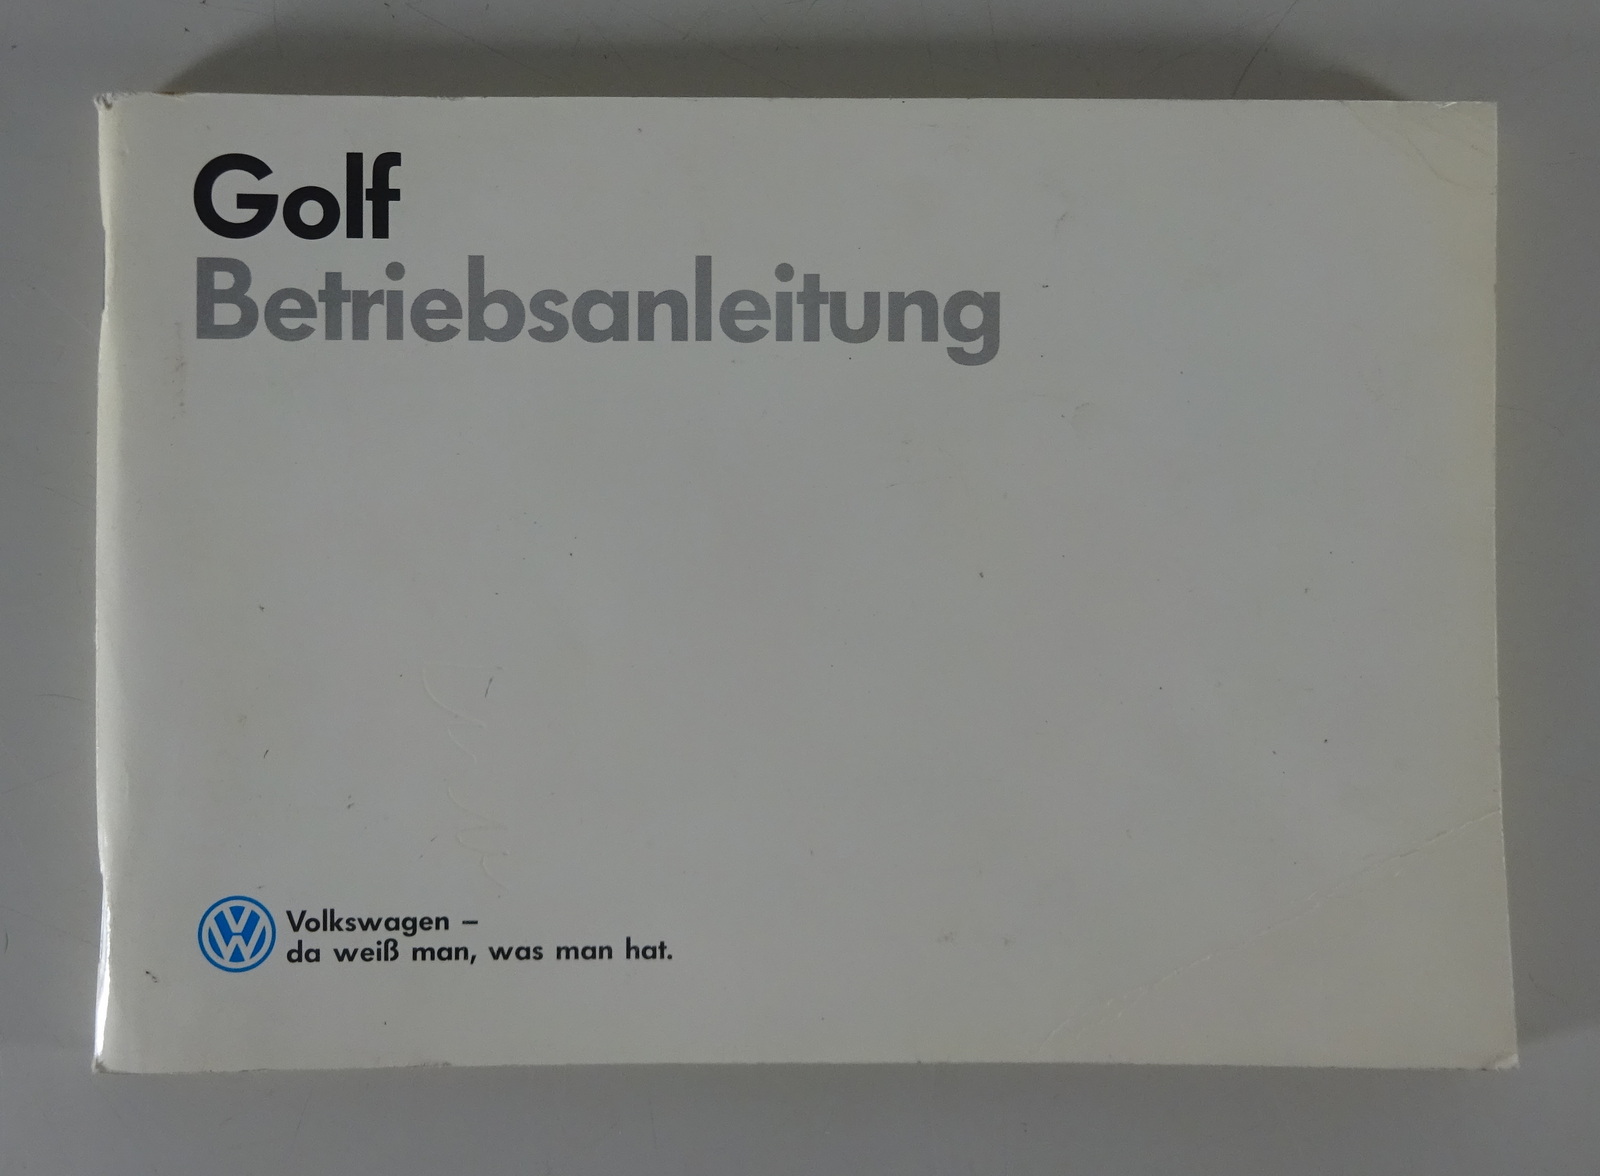 Golf
Betriebsanleitung
Volkswagen –
da weiß man, was man hat.